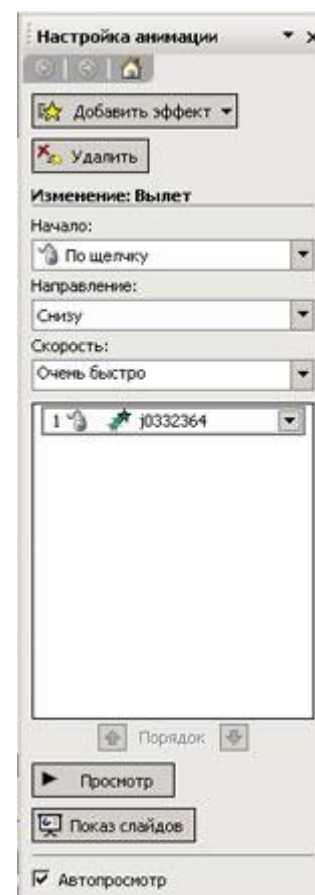 Настройка анимации
Добавить эффект
Удалить
Изменение: Вылет
Начало:
По щелчку
Направление:
Снизу
Скорость:
Очень быстро
1 j0332364
Порядок
Просмотр
Показ слайдов
Автопросмотр